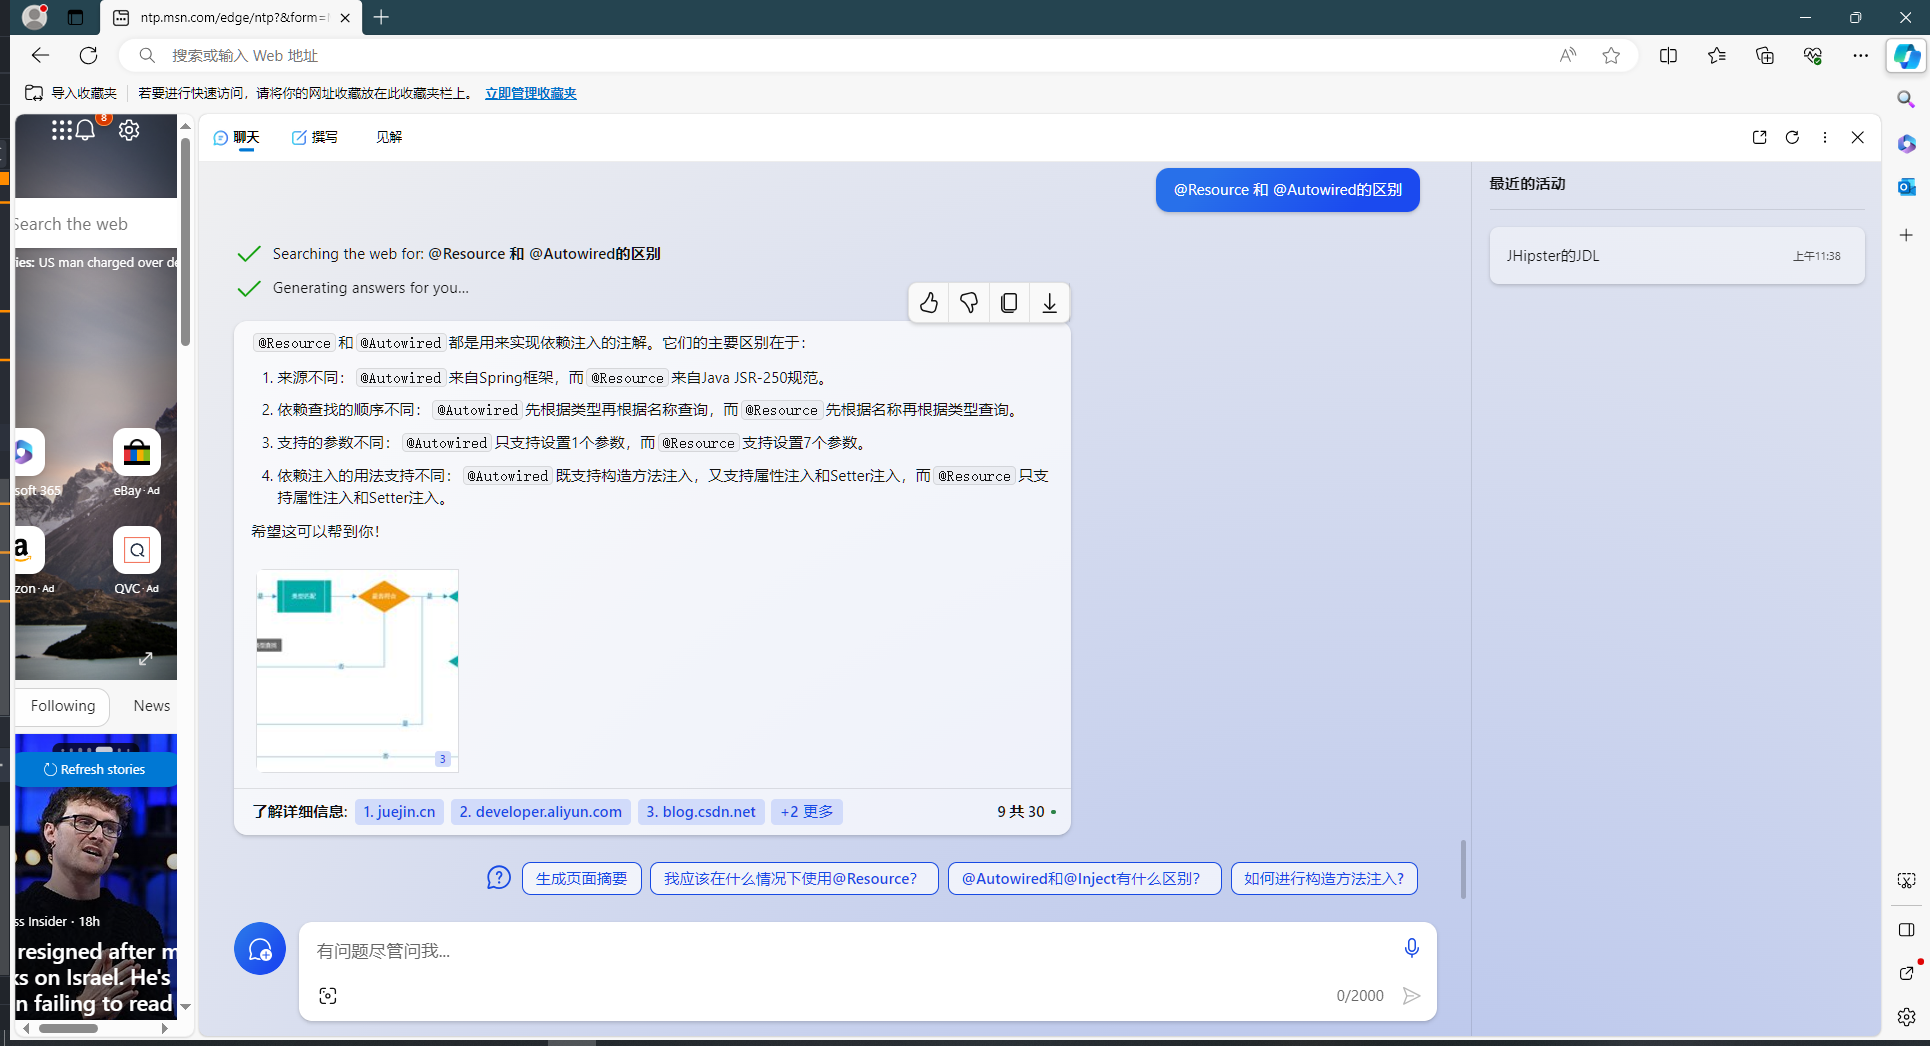 ntp.msn.com/edge/ntp?&form=
搜索或输入 Web 地址
导入收藏夹
若要进行快速访问，请将你的网址收藏放在此收藏夹栏上。 立即管理收藏夹
8
earch the web
ies: US man charged over de
soft 365
eBay · Ad
a
zon · Ad
QVC · Ad
Following
News
Refresh stories
ss Insider · 18h
resigned after m
ks on Israel. He's
n failing to read
聊天
撰写
见解
@Resource 和 @Autowired的区别
Searching the web for: @Resource 和 @Autowired的区别
Generating answers for you...
@Resource 和 @Autowired 都是用来实现依赖注入的注解。它们的主要区别在于：
1. 来源不同： @Autowired 来自Spring框架，而 @Resource 来自Java JSR-250规范。
2. 依赖查找的顺序不同： @Autowired 先根据类型再根据名称查询，而 @Resource 先根据名称再根据类型查询。
3. 支持的参数不同： @Autowired 只支持设置1个参数，而 @Resource 支持设置7个参数。
4. 依赖注入的用法支持不同： @Autowired 既支持构造方法注入，又支持属性注入和Setter注入，而 @Resource 只支
持属性注入和Setter注入。
希望这可以帮到你！
3
了解详细信息: 1. juejin.cn 2. developer.aliyun.com 3. blog.csdn.net +2 更多
9 共 30
生成页面摘要
我应该在什么情况下使用@Resource？
@Autowired和@Inject有什么区别？
如何进行构造方法注入？
有问题尽管问我...
0/2000
最近的活动
JHipster的JDL
上午11:38